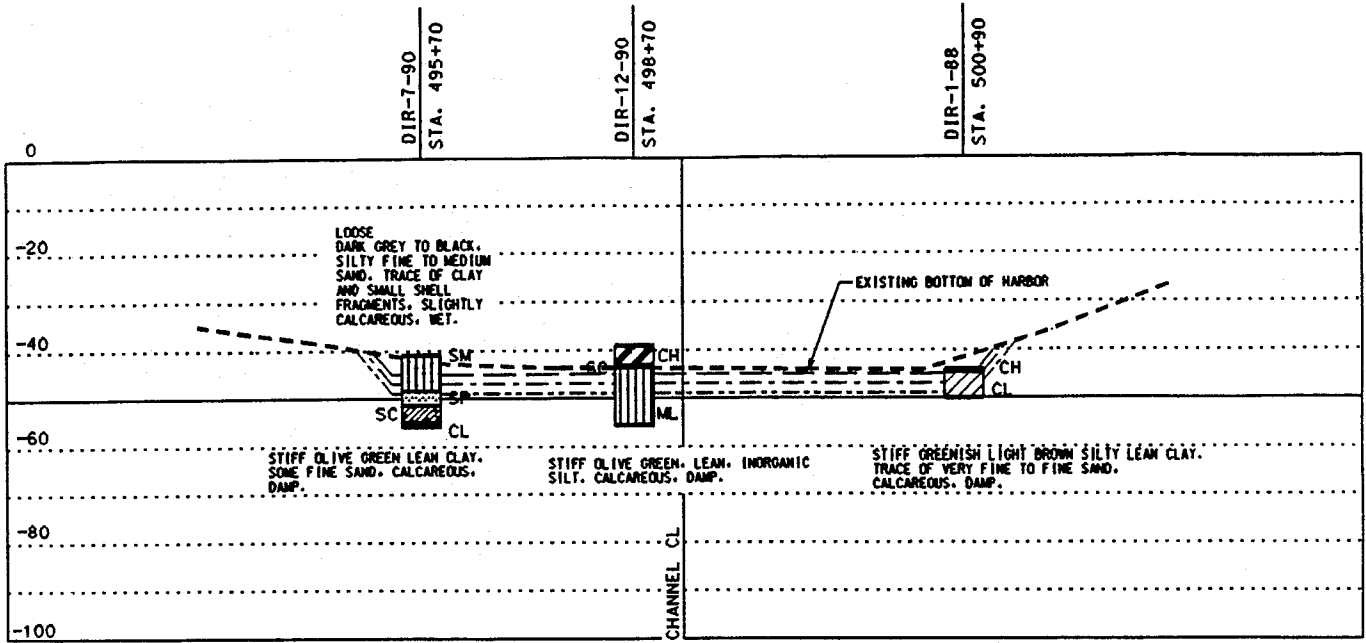 DIR-7-90
STA. 495+70
DIR-12-90
STA. 498+70
DIR-1-88
STA. 500+90
0
-20
LOOSE
DARK GREY TO BLACK.
SILTY FINE TO MEDIUM
SAND. TRACE OF CLAY
AND SMALL SHELL
FRAGMENTS. SLIGHTLY
CALCAREOUS. WET.
EXISTING BOTTOM OF HARBOR
-40
SM
CH
SC
CH
CL
SP
SC
ML
CL
-60
STIFF OLIVE GREEN LEAN CLAY.
SOME FINE SAND. CALCAREOUS.
DAMP.
STIFF OLIVE GREEN. LEAN. INORGANIC
SILT. CALCAREOUS. DAMP.
STIFF GREENISH LIGHT BROWN SILTY LEAN CLAY.
TRACE OF VERY FINE TO FINE SAND.
CALCAREOUS. DAMP.
-80
CHANNEL CL
-100